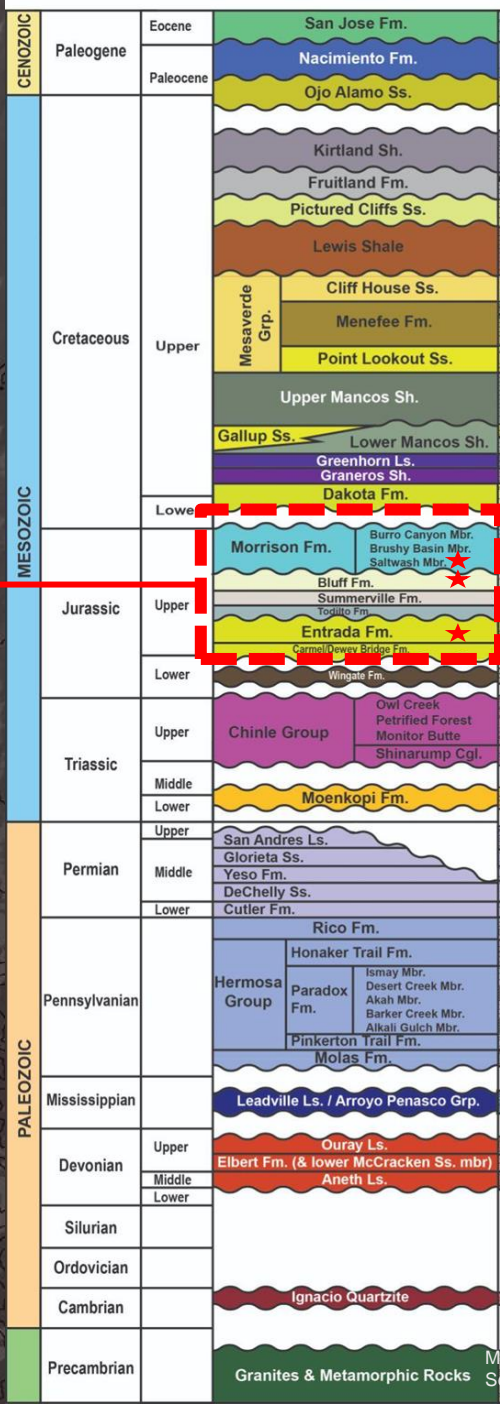 CENOZOIC
Paleogene
Eocene
Paleocene
San Jose Fm.
Nacimiento Fm.
Ojo Alamo Ss.
MESOZOIC
Cretaceous
Upper
Kirtland Sh.
Fruitland Fm.
Pictured Cliffs Ss.
Lewis Shale
Mesaverde
Grp.
Cliff House Ss.
Menefee Fm.
Point Lookout Ss.
Upper Mancos Sh.
Gallup Ss.
Lower Mancos Sh.
Greenhorn Ls.
Graneros Sh.
Dakota Fm.
Lowe
Jurassic
Upper
Morrison Fm.
Burro Canyon Mbr.
Brushy Basin Mbr.
Saltwash Mbr.
Bluff Fm.
Summerville Fm.
Todilto Fm.
Entrada Fm.
Carmel/Dewey Bridge Fm.
Lower
Wingate Fm.
Triassic
Upper
Chinle Group
Owl Creek
Petrified Forest
Monitor Butte
Shinarump Cgl.
Middle
Lower
Moenkopi Fm.
PALEOZOIC
Permian
Upper
Middle
Lower
San Andres Ls.
Glorieta Ss.
Yeso Fm.
DeChelly Ss.
Cutler Fm.
Pennsylvanian
Rico Fm.
Hermosa
Group
Honaker Trail Fm.
Paradox
Fm.
Ismay Mbr.
Desert Creek Mbr.
Akah Mbr.
Barker Creek Mbr.
Alkali Gulch Mbr.
Pinkerton Trail Fm.
Molas Fm.
Mississippian
Leadville Ls. / Arroyo Penasco Grp.
Devonian
Upper
Middle
Lower
Ouray Ls.
Elbert Fm. (& lower McCracken Ss. mbr)
Aneth Ls.
Silurian
Ordovician
Cambrian
Ignacio Quartzite
Precambrian
Granites & Metamorphic Rocks
M